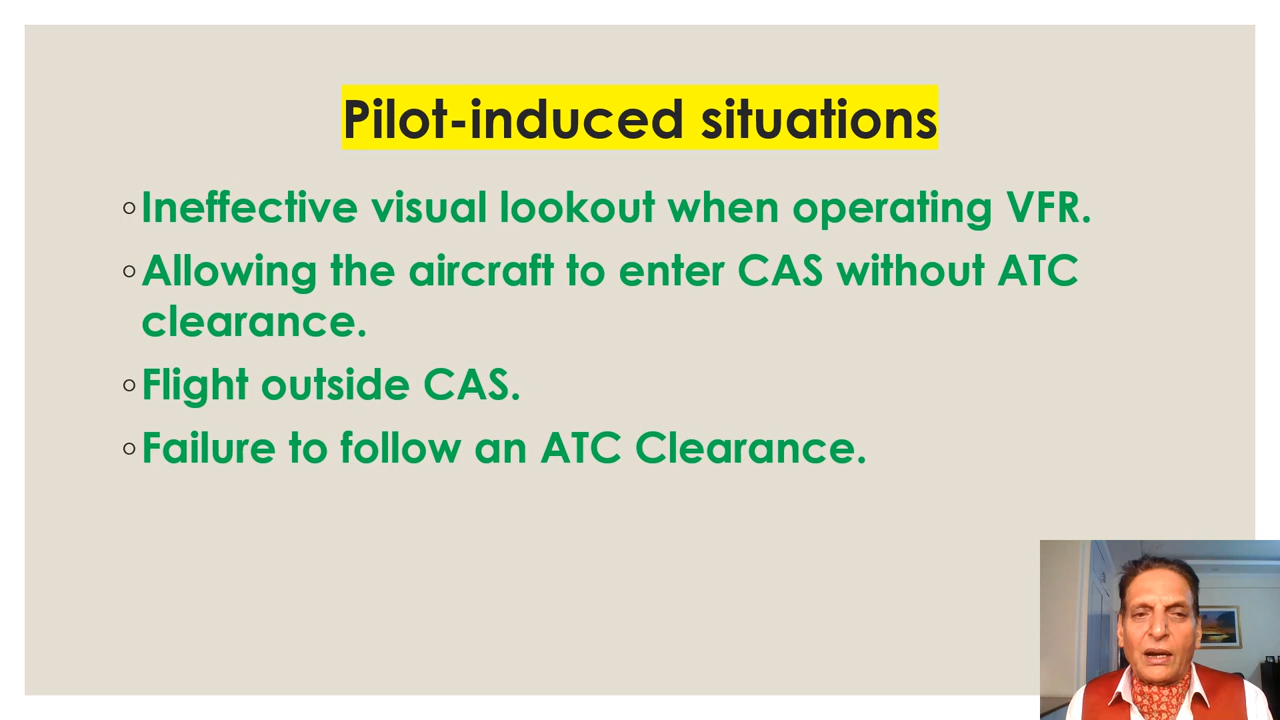 Pilot-induced situations
◦Ineffective visual lookout when operating VFR.
◦Allowing the aircraft to enter CAS without ATC
clearance.
◦Flight outside CAS.
◦Failure to follow an ATC Clearance.